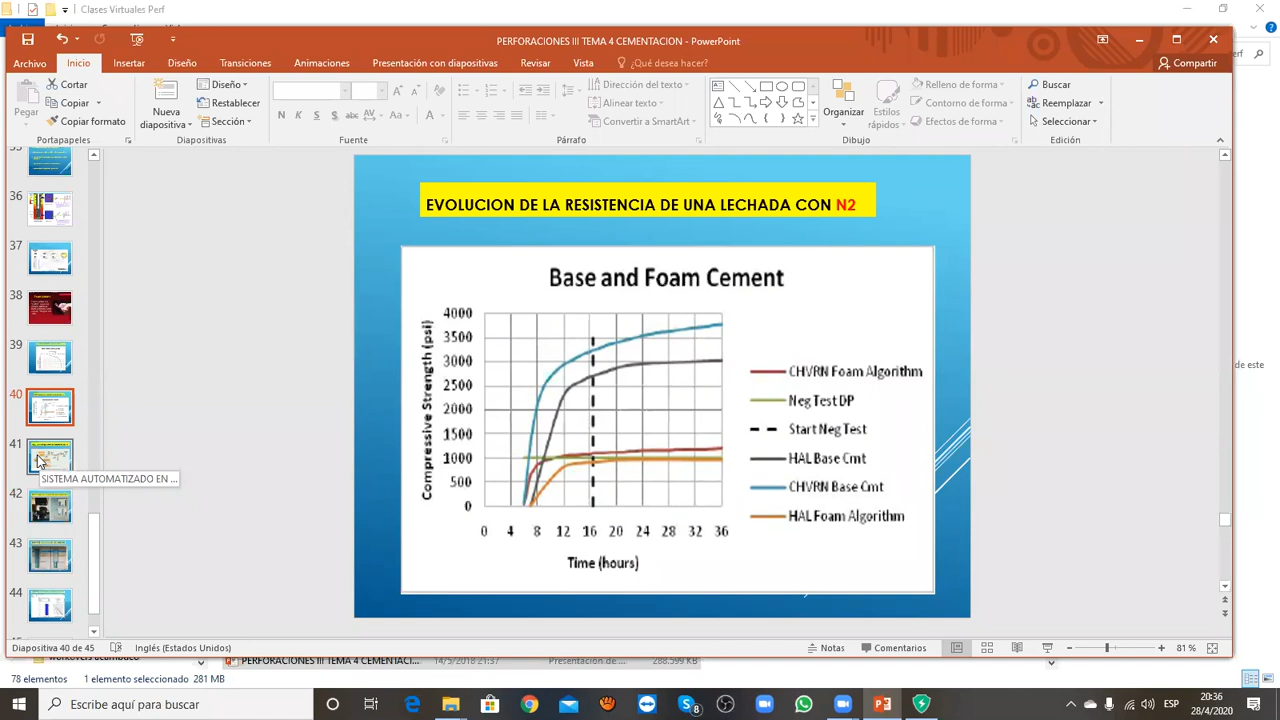 Clases Virtuales Perf
PERFORACIONES III TEMA 4 CEMENTACION - PowerPoint
Archivo
Inicio
Insertar
Diseño
Transiciones
Animaciones
Presentación con diapositivas
Revisar
Vista
¿Qué desea hacer?
Compartir
erf
Pegar
Cortar
Copiar
Copiar formato
Portapapeles
Nueva
diapositiva
Diseño
Restablecer
Sección
Diapositivas
N K S S abc AV Aa A
Fuente
Dirección del texto
Alinear texto
Convertir a SmartArt
Párrafo
Organizar
Estilos
rápidos
Relleno de forma
Contorno de forma
Efectos de forma
Dibujo
Buscar
Reemplazar
Seleccionar
Edición
36
37
38
39
40
41
42
43
44
SISTEMA AUTOMATIZADO EN ...
EVOLUCION DE LA RESISTENCIA DE UNA LECHADA CON N2
Base and Foam Cement
Compressive Strength (psi)
4000
3500
3000
2500
2000
1500
1000
500
0
0 4 8 12 16 20 24 28 32 36
Time (hours)
CHVRN Foam Algorithm
Neg Test DP
Start Neg Test
HAL Base Cmt
CHVRN Base Cmt
HAL Foam Algorithm
de este
Diapositiva 40 de 45
Inglés (Estados Unidos)
Notas
Comentarios
81 %
PERFORACIONES III TEMA 4 CEMENTACI...
14/5/2018 21:37
Presentación de ...
288.599 KB
78 elementos
1 elemento seleccionado 281 MB
Escribe aquí para buscar
8
ESP
20:36
28/4/2020